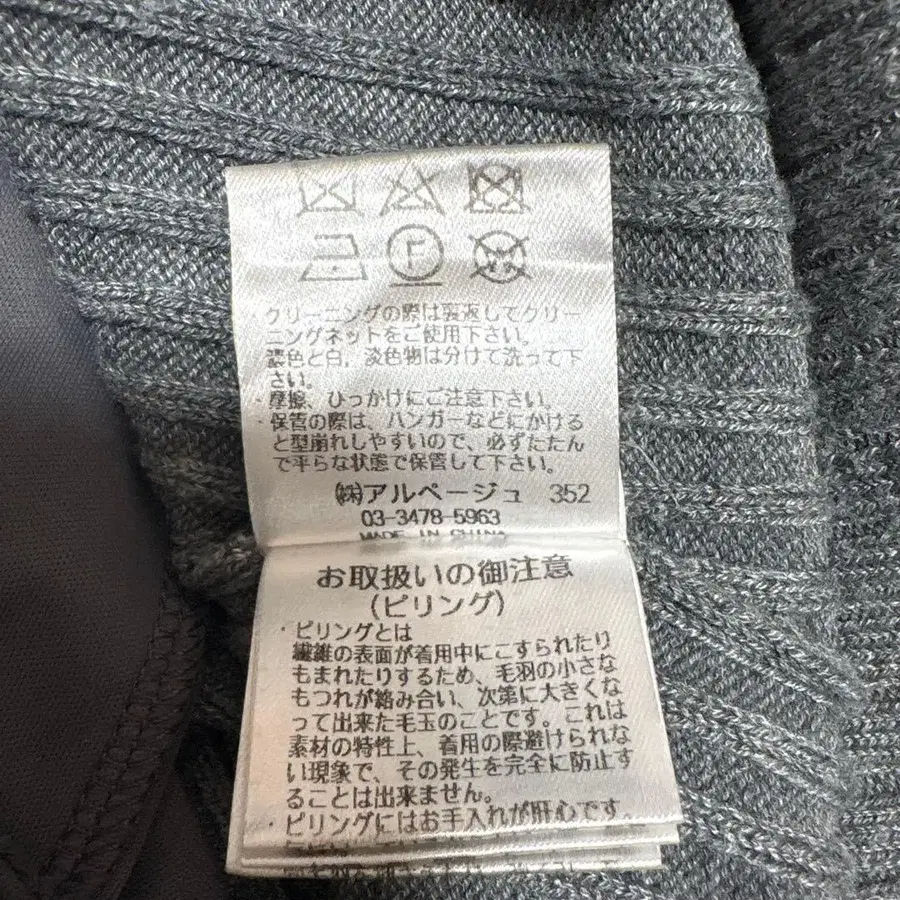 F
・クリーニングの際は裏返してクリー
ニングネットをご使用下さい。
濃色と白，淡色物は分けて洗って下
さい。
・摩擦、ひっかけにご注意下さい。
・保管の際は、ハンガーなどにかける
と型崩れしやすいので、必ずたたん
で平らな状態で保管して下さい。
㈱アルページュ 352
03-3478-5963
MADE IN CHINA
お取扱いの御注意
(ピリング)
・ピリングとは
繊維の表面が着用中にこすられたり
もまれたりするため、毛羽の小さな
もつれが絡み合い、次第に大きくな
って出来た毛玉のことです。これは
素材の特性上、着用の際避けられな
い現象で、その発生を完全に防止す
ることは出来ません。
・ピリングにはお手入れが肝心です。